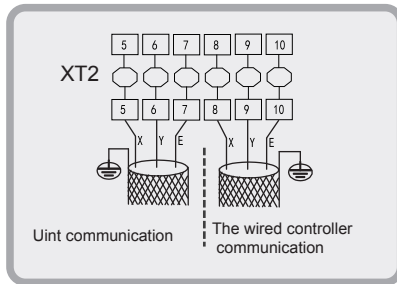 5 6 7 8 9 10
XT2
5 6 7 8 9 10
X Y E X Y E
Uint communication
The wired controller
communication